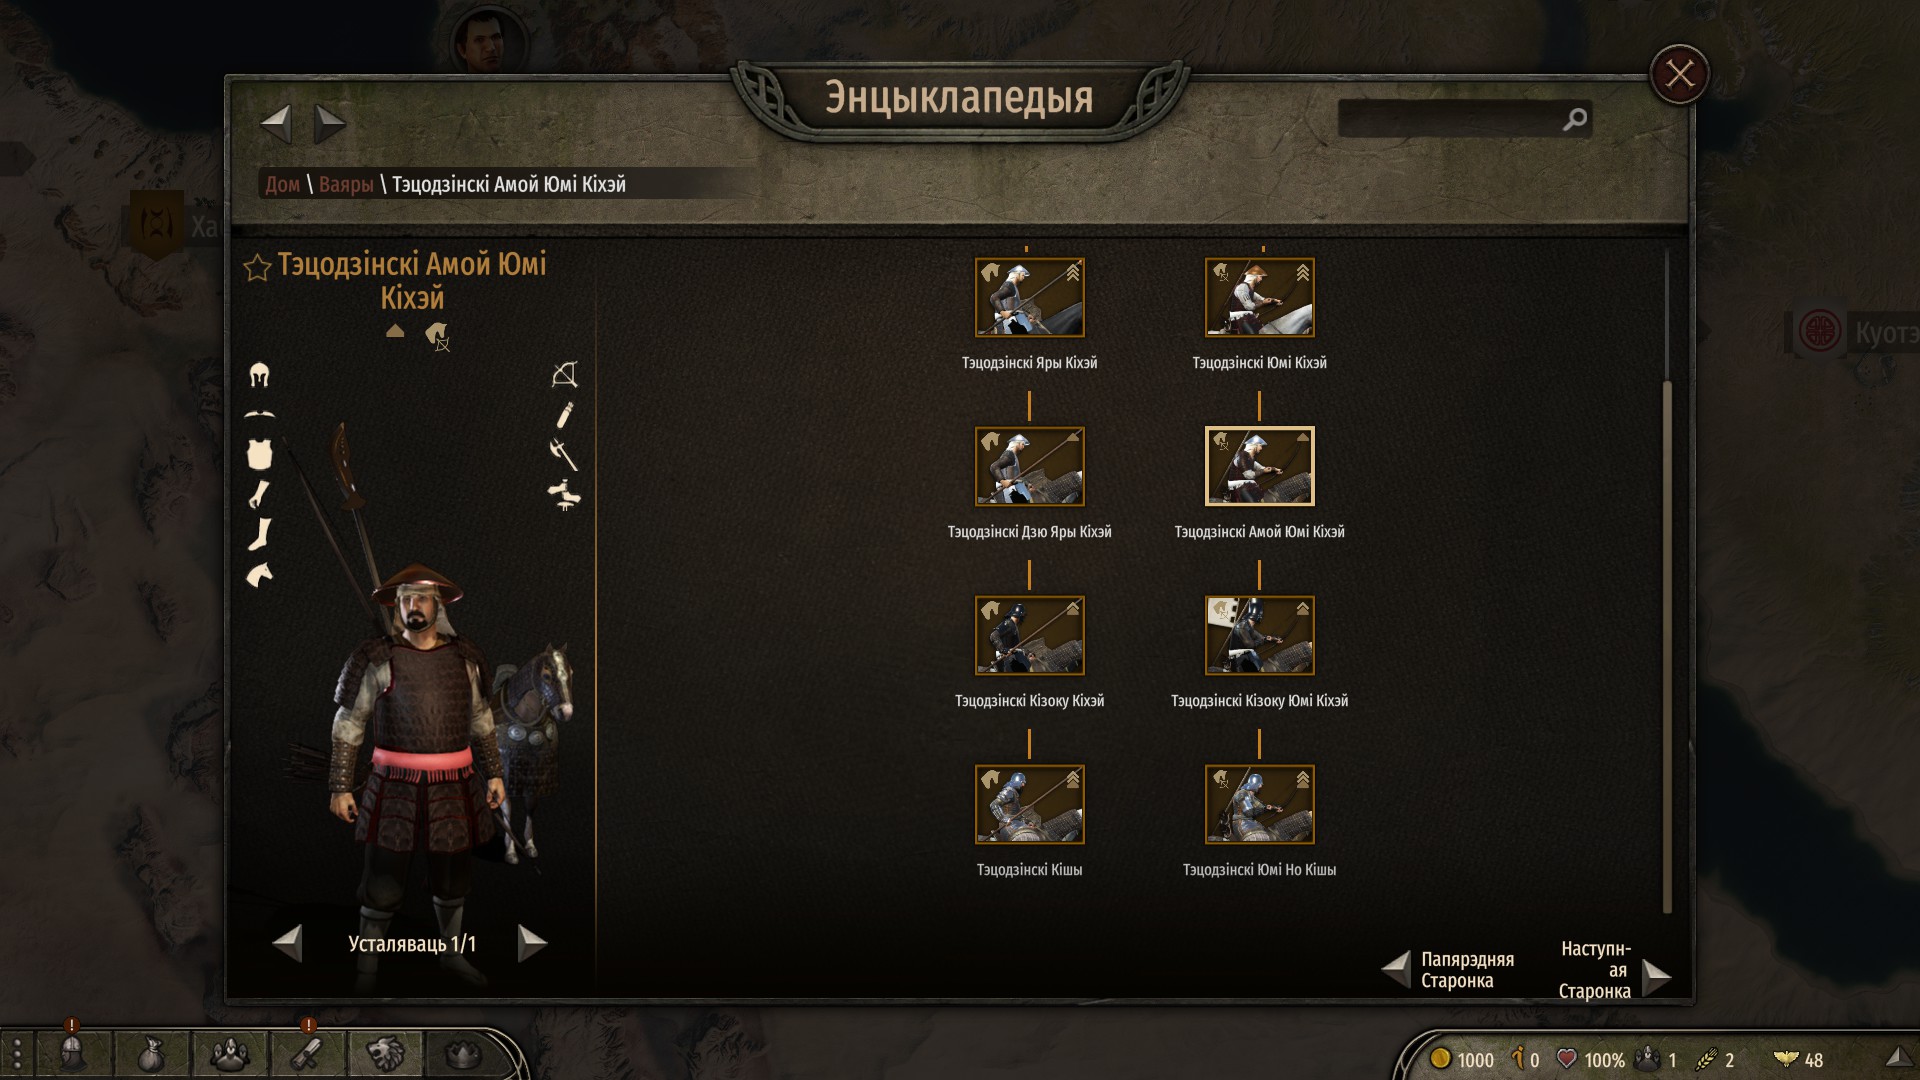 Энцыклапедыя
Дом \ Ваяры \ Тэцодзінскі Амой Юмі Кіхэй
Тэцодзінскі Амой Юмі
Кіхэй
Тэцодзінскі Яры Кіхэй
Тэцодзінскі Юмі Кіхэй
Тэцодзінскі Дзю Яры Кіхэй
Тэцодзінскі Амой Юмі Кіхэй
Тэцодзінскі Кізоку Кіхэй
Тэцодзінскі Кізоку Юмі Кіхэй
Тэцодзінскі Кішы
Тэцодзінскі Юмі Но Кішы
Усталяваць 1/1
Папярэдняя
Старонка
Наступн-
ая
Старонка
1000 0 100% 1 2 48